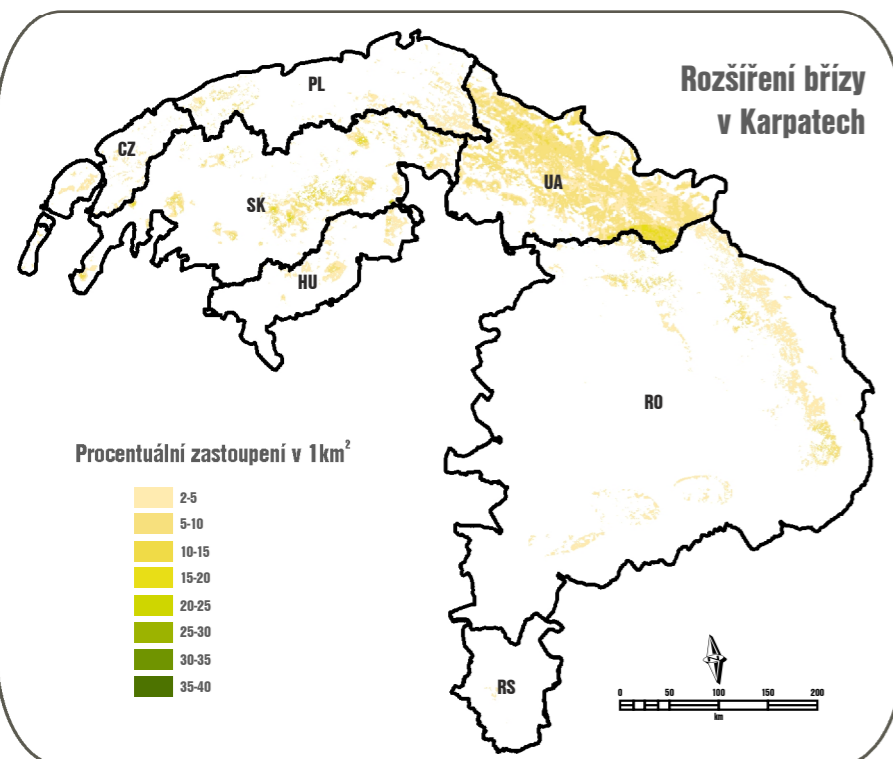 Rozšíření břízy
v Karpatech
PL
CZ
SK
UA
HU
RO
RS
Procentuální zastoupení v 1km²
2-5
5-10
10-15
15-20
20-25
25-30
30-35
35-40
0 50 100 150 200
km